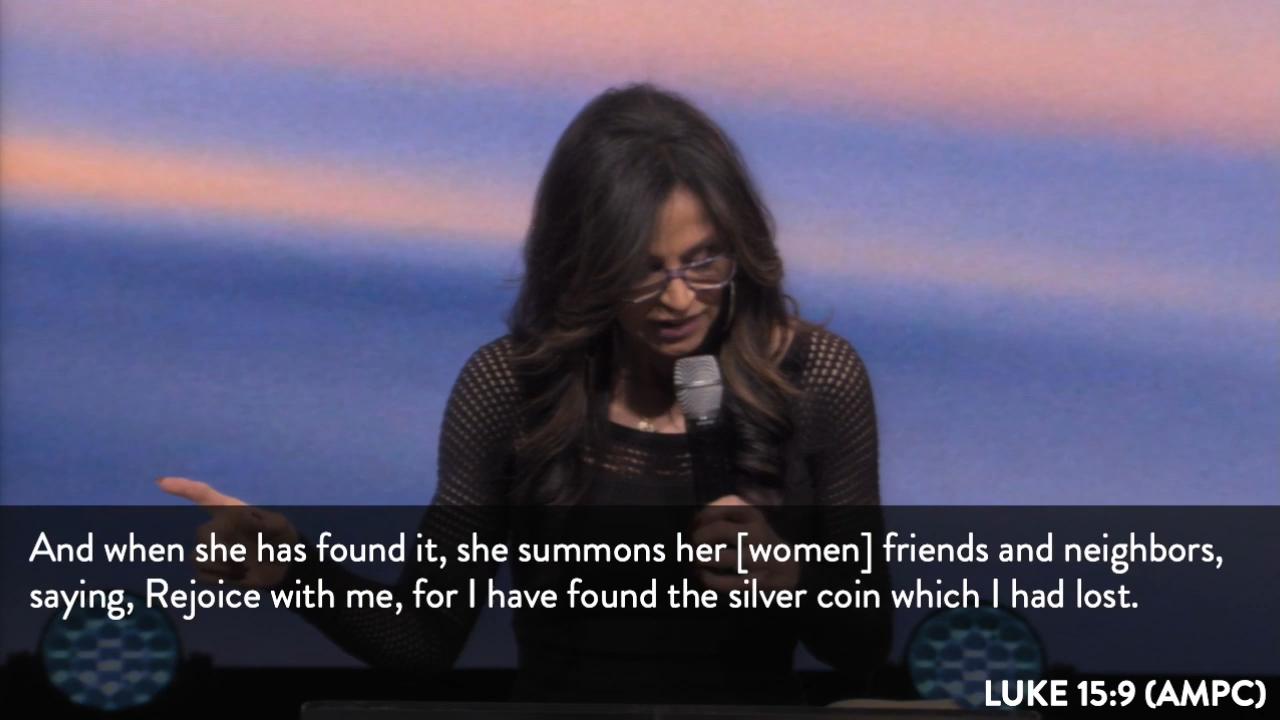 And when she has found it, she summons her [women] friends and neighbors,
saying, Rejoice with me, for I have found the silver coin which I had lost.
LUKE 15:9 (AMPC)